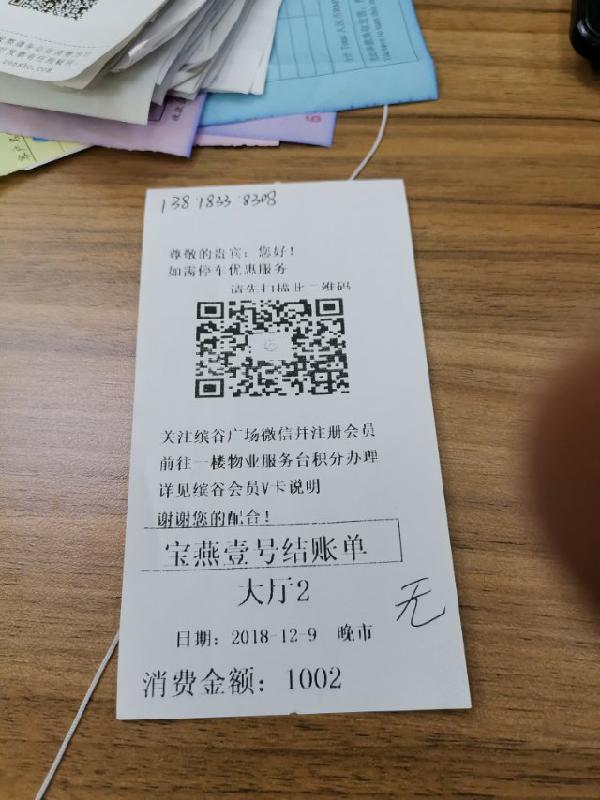 138 1833 8308
尊敬的贵宾：您好！
如需停车优惠服务
请先扫描此二维码
关注缤谷广场微信并注册会员
前往一楼物业服务台积分办理
详见缤谷会员V卡说明
谢谢您的配合！
宝燕壹号结账单
大厅2
无
日期：2018-12-9 晚市
消费金额：1002